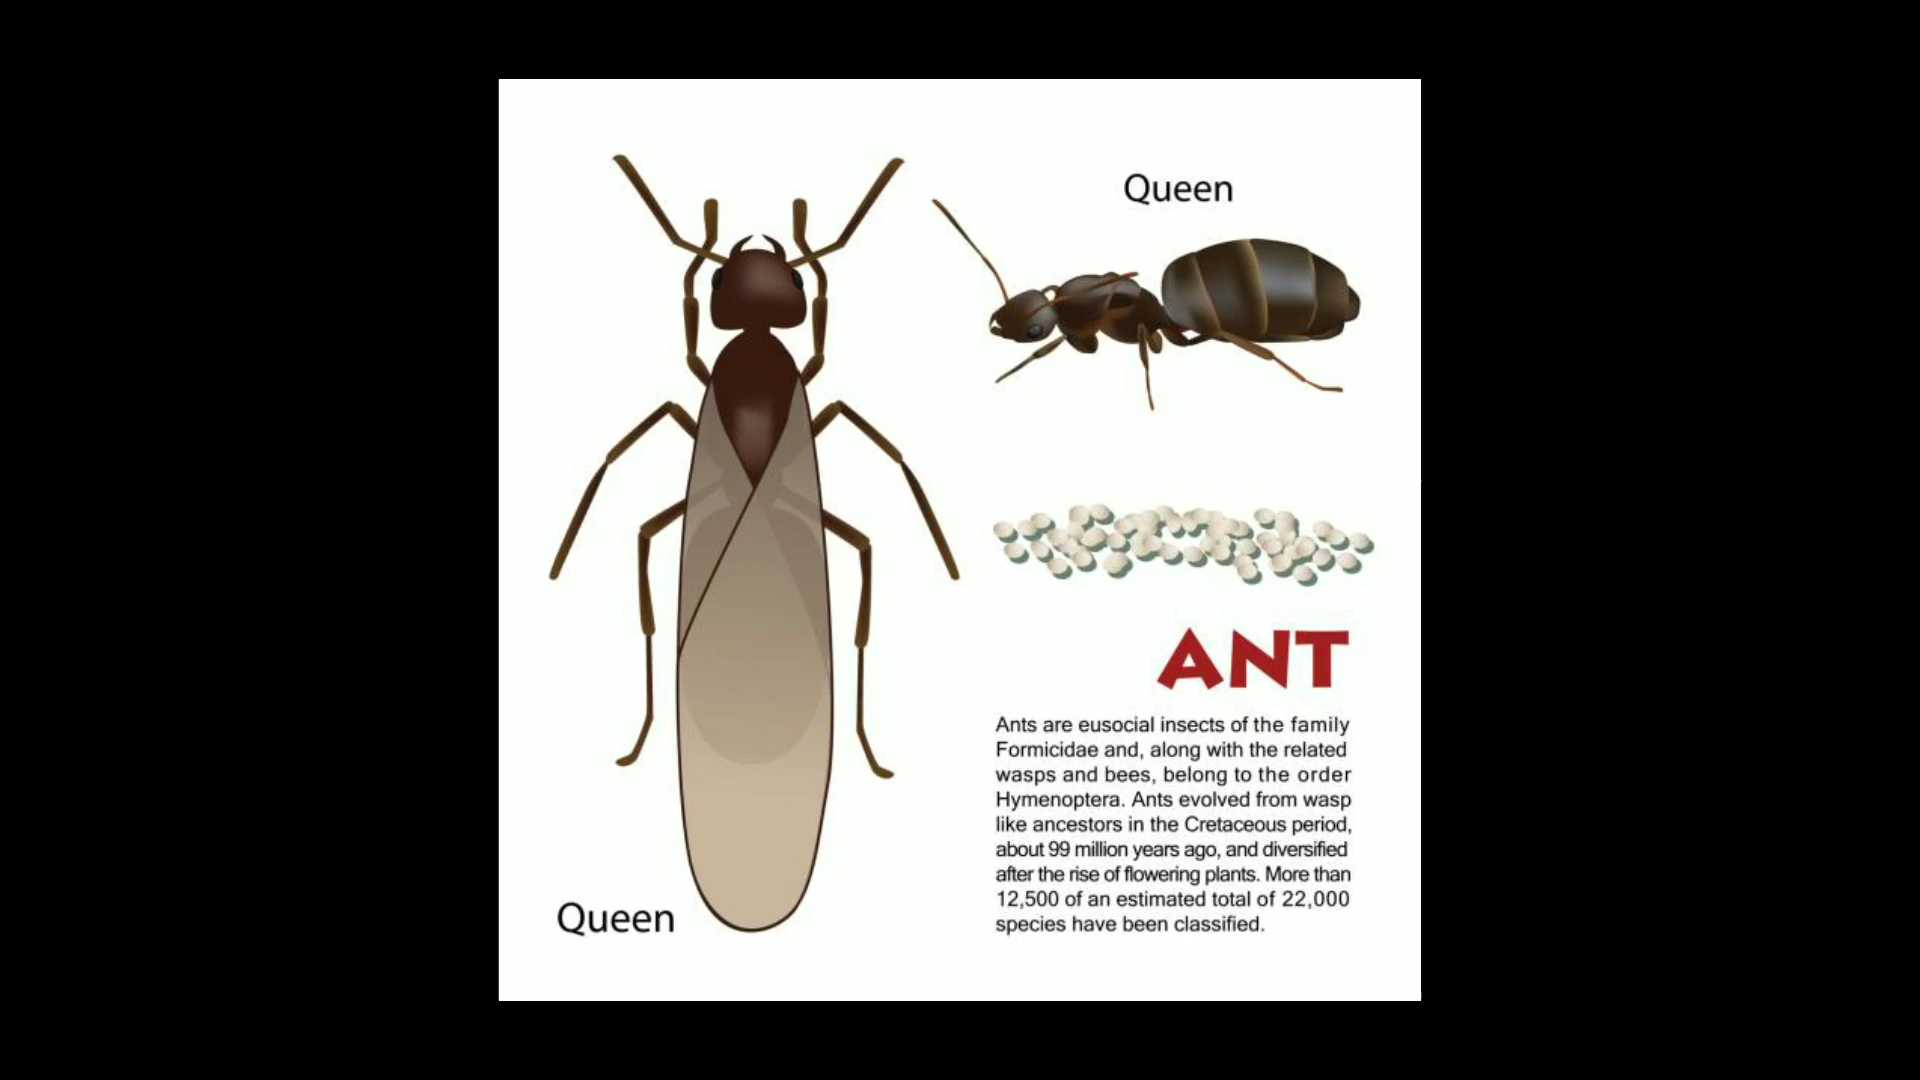 Queen
Queen
ANT
Ants are eusocial insects of the family
Formicidae and, along with the related
wasps and bees, belong to the order
Hymenoptera. Ants evolved from wasp
like ancestors in the Cretaceous period,
about 99 million years ago, and diversified
after the rise of flowering plants. More than
12,500 of an estimated total of 22,000
species have been classified.